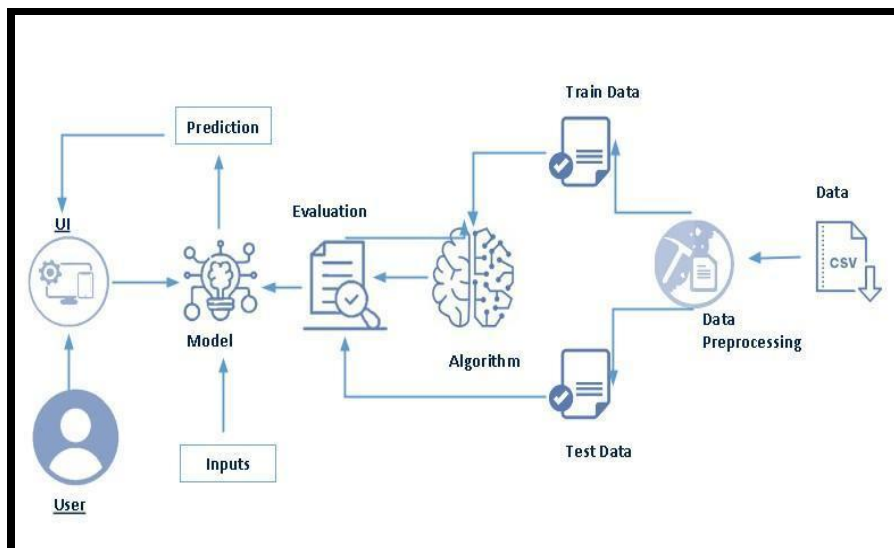 Train Data
Prediction
Data
Evaluation
UI
CSV
Data
Preprocessing
Model
Algorithm
Test Data
Inputs
User